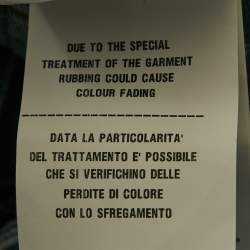 DUE TO THE SPECIAL
TREATMENT OF THE GARMENT
RUBBING COULD CAUSE
COLOUR FADING
DATA LA PARTICOLARITA'
DEL TRATTAMENTO E' POSSIBILE
CHE SI VERIFICHINO DELLE
PERDITE DI COLORE
CON LO SFREGAMENTO